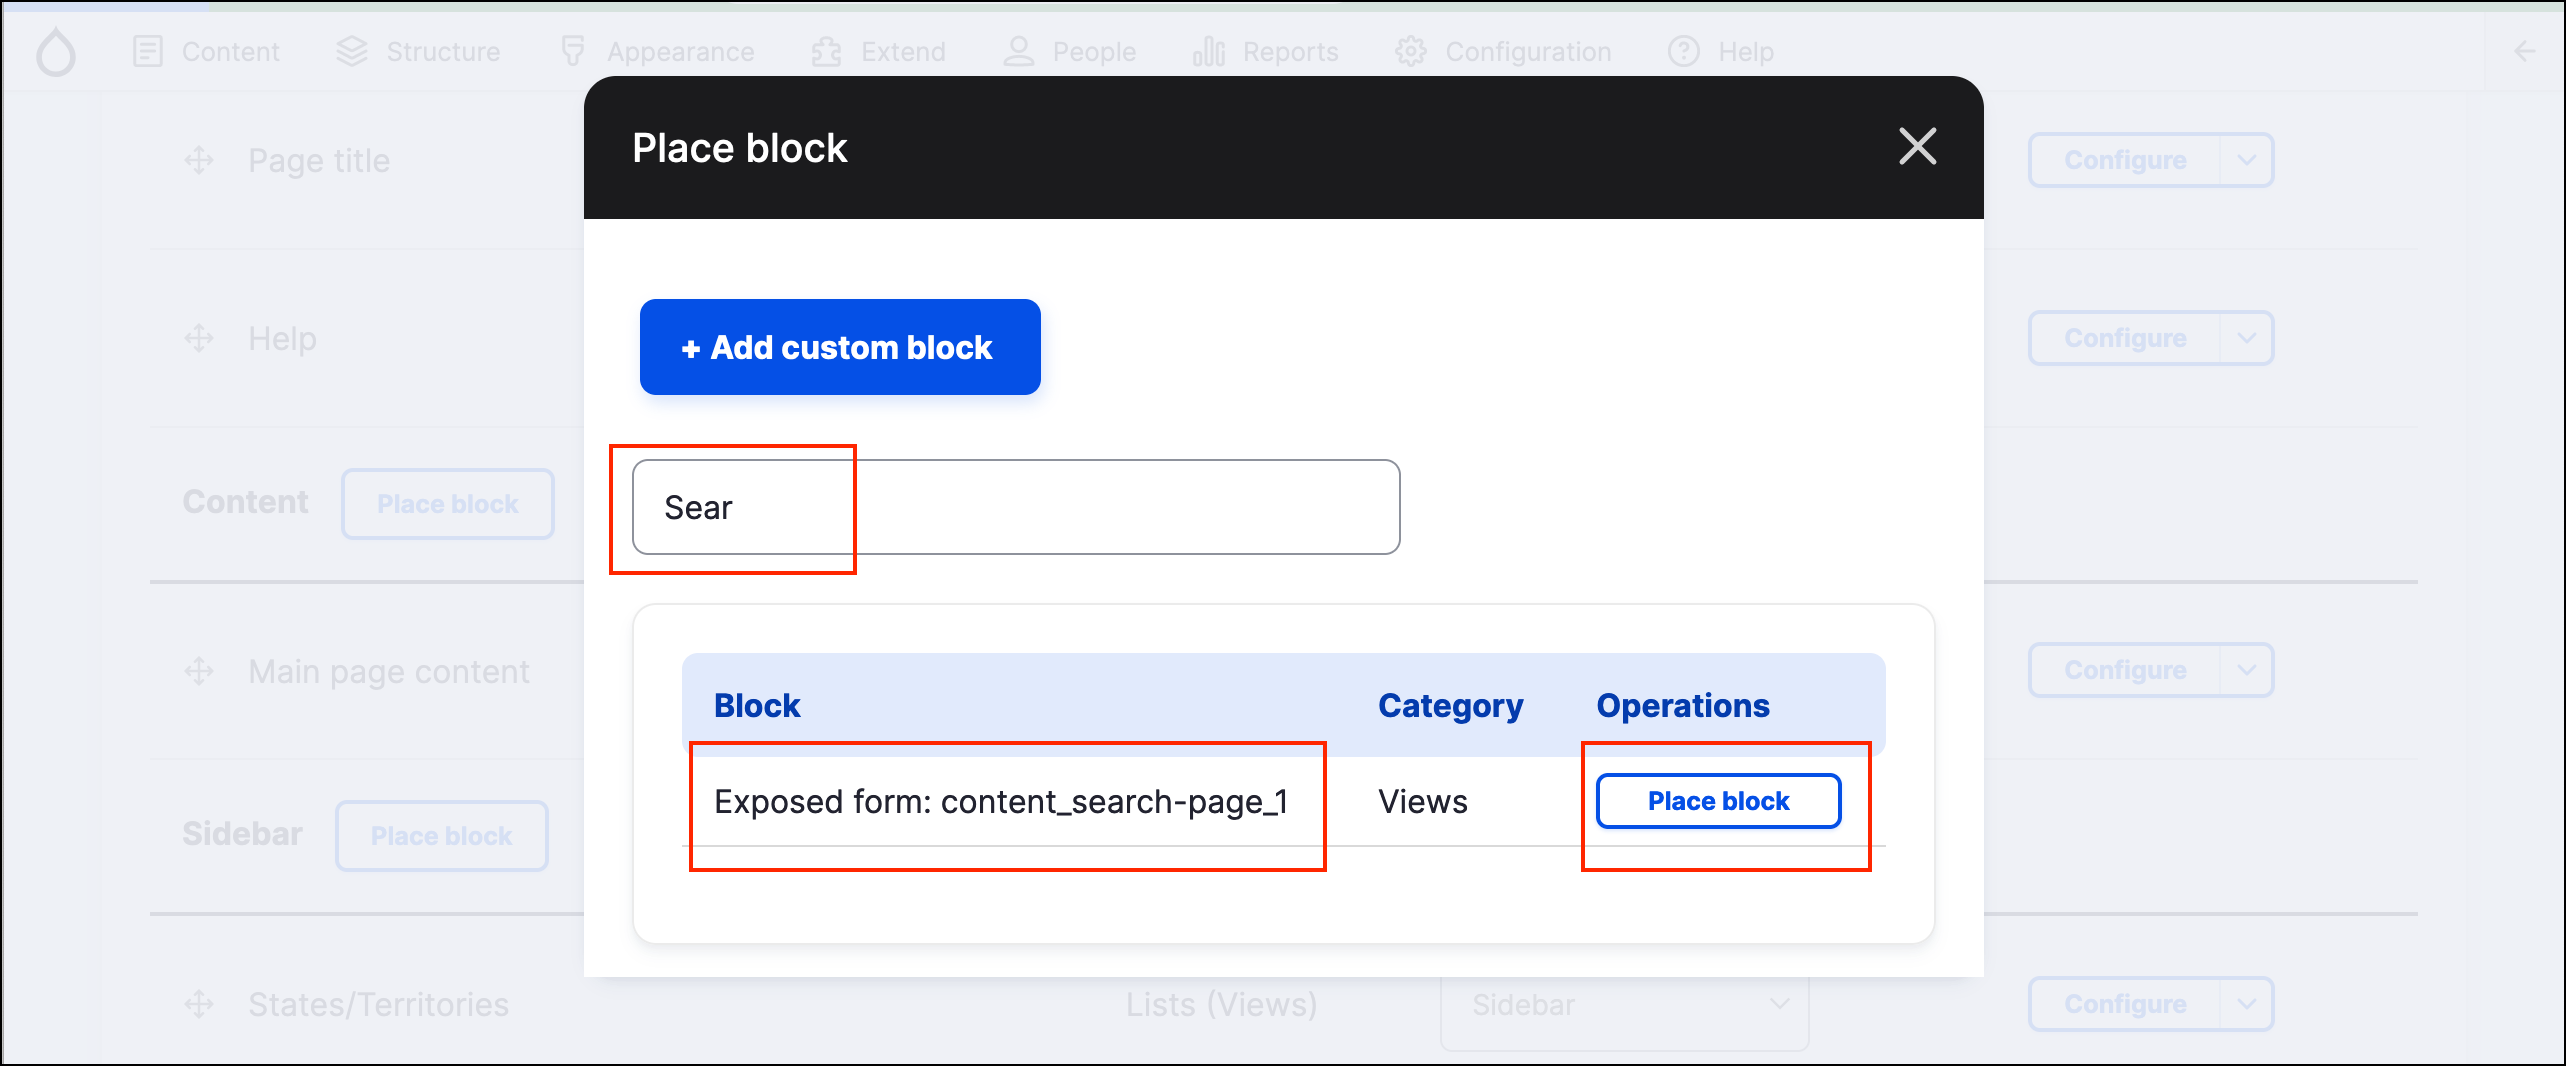 Content Structure Appearance Extend People Reports Configuration Help
Place block
Page title Configure
+ Add custom block
Help Configure
Content Place block
Sear
Main page content Configure
Block Category Operations
Exposed form: content_search-page_1 Views Place block
Sidebar Place block
States/Territories Lists (Views) Sidebar Configure